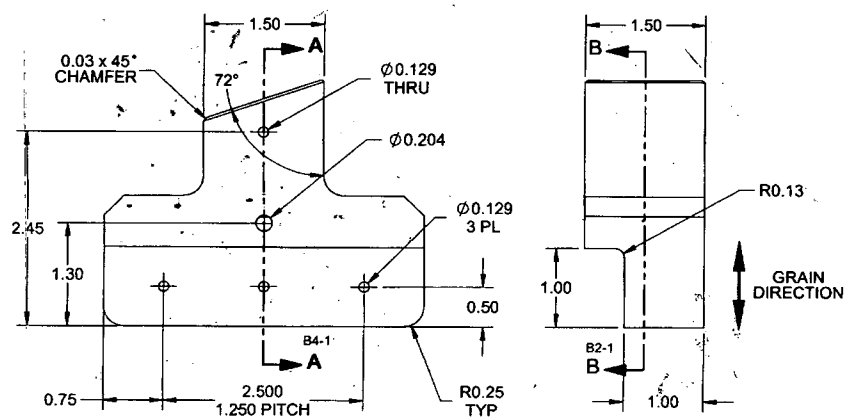 1.50
A
0.03 x 45°
CHAMFER
72°
Ø0.129
THRU
Ø0.204
Ø0.129
3 PL
2.45
1.30
0.50
B4-1
A
0.75
2.500
1.250 PITCH
R0.25
TYP
1.50
B
R0.13
1.00
GRAIN
DIRECTION
B2-1
B
1.00